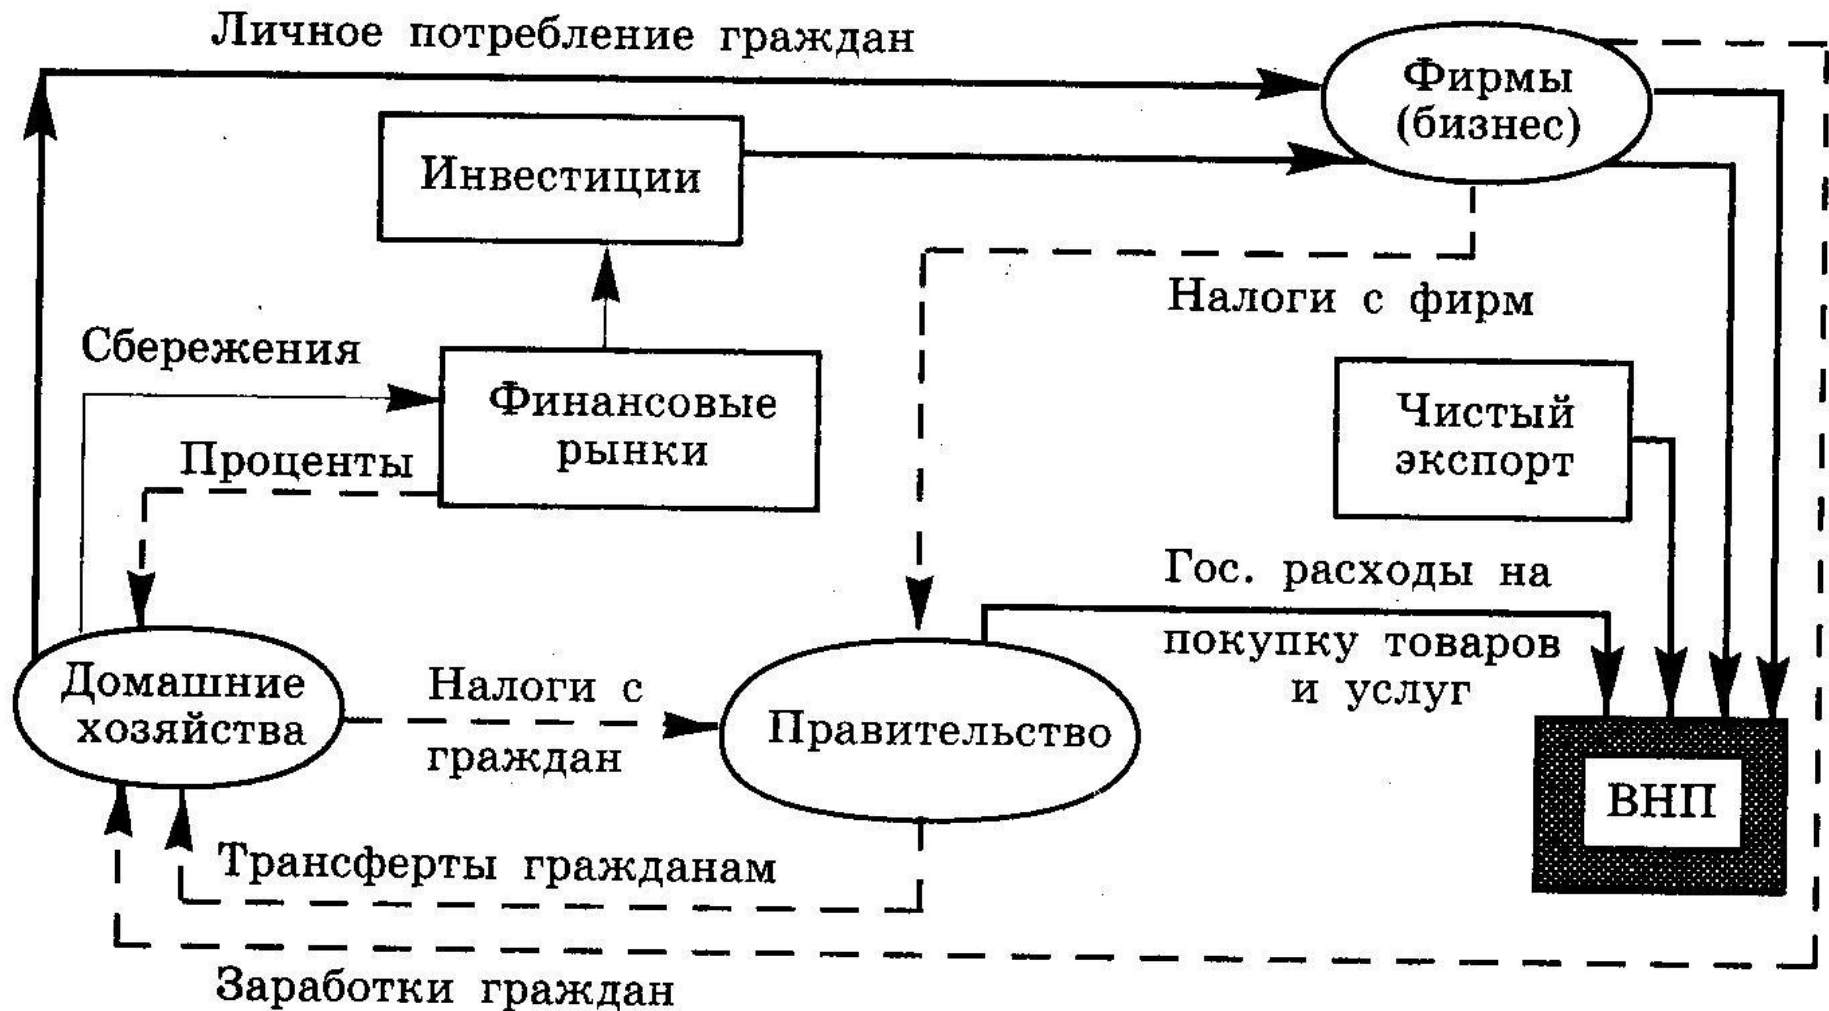 Личное потребление граждан
Фирмы
(бизнес)
Инвестиции
Налоги с фирм
Сбережения
Финансовые
рынки
Чистый
экспорт
Проценты
Гос. расходы на
покупку товаров
и услуг
Домашние
хозяйства
Налоги с
граждан
Правительство
ВНП
Трансферты гражданам
Заработки граждан